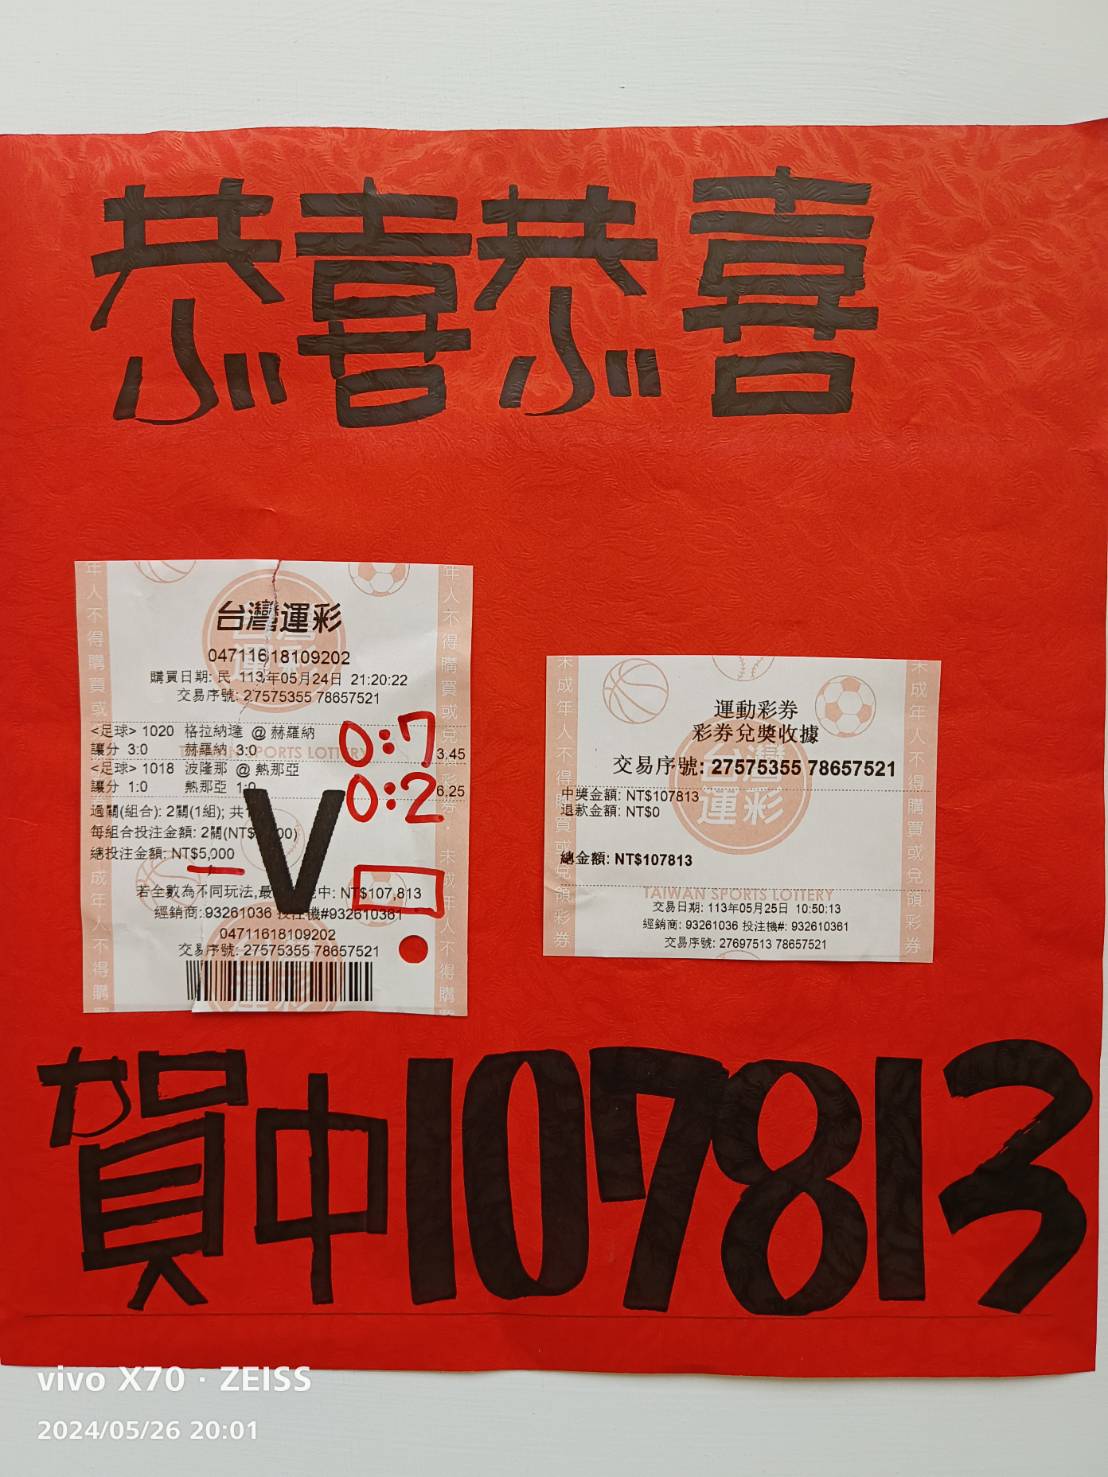 恭喜恭喜
台灣運彩
04711618109202
購買日期: 民 113年05月24日 21:20:22
交易序號: 27575355 78657521
<足球> 1020 格拉納達 @ 赫羅納
讓分 3:0 赫羅納 3:0 3.45
0:7
<足球> 1018 波隆那 @ 熱那亞
讓分 1:0 熱那亞 1:0 6.25
0:2
過關(組合): 2關(1組); 共
每組合投注金額: 2關(NT$
總投注金額: NT$5,000
V
若全數為不同玩法,最 中: NT$107,813
經銷商: 93261036 投注機#932610361
04711618109202
交易序號: 27575355 78657521
運動彩券
彩券兌獎收據
交易序號: 27575355 78657521
中獎金額: NT$107813
退款金額: NT$0
總金額: NT$107813
TAIWAN SPORTS LOTTERY
交易日期: 113年05月25日 10:50:13
經銷商: 93261036 投注機#: 932610361
交易序號: 27697513 78657521
賀中107813
vivo X70 · ZEISS
2024/05/26 20:01